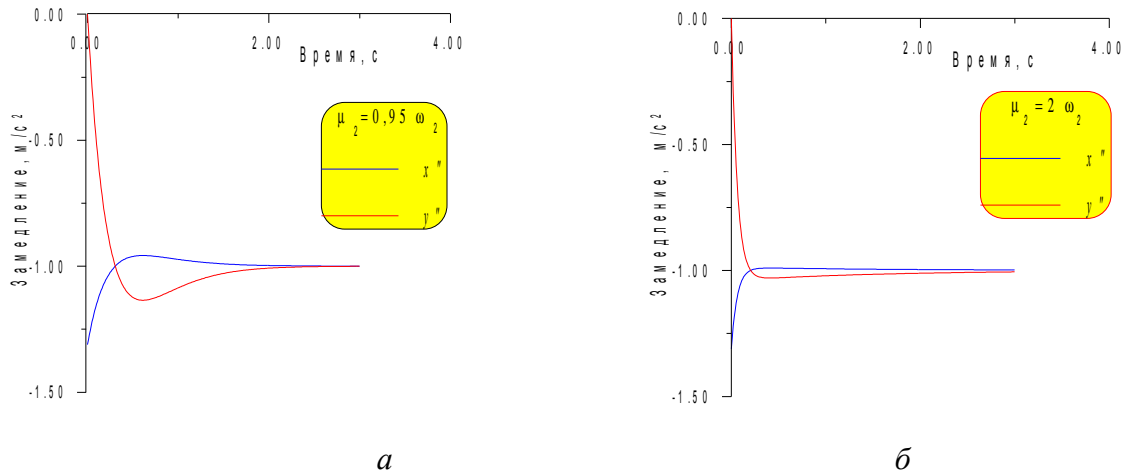 0.00
0.00
2.00
4.00
Время, с
Замедление, м/с²
-0.50
-1.00
-1.50
μ₂=0,95 ω₂
x″
y″
а
0.00
0.00
2.00
4.00
Время, с
Замедление, м/с²
-0.50
-1.00
-1.50
μ₂=2 ω₂
x″
y″
б